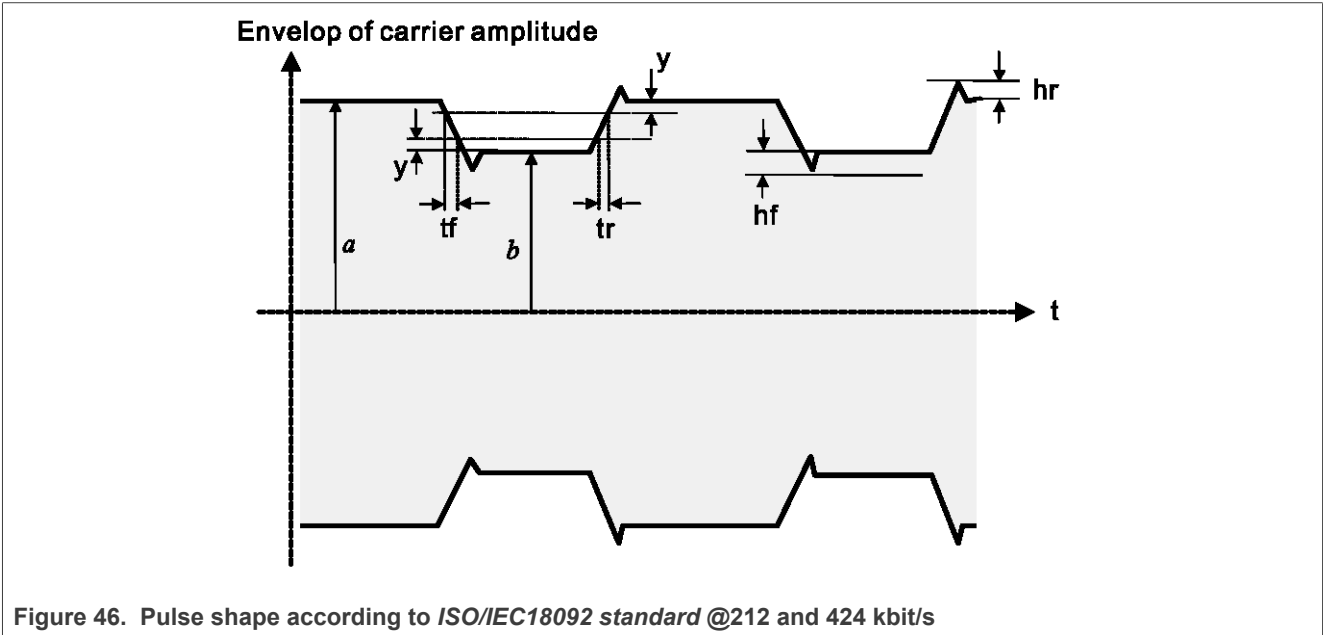 Envelop of carrier amplitude
y
hr
y
tf
tr
hf
a
b
t
Figure 46. Pulse shape according to ISO/IEC18092 standard @212 and 424 kbit/s